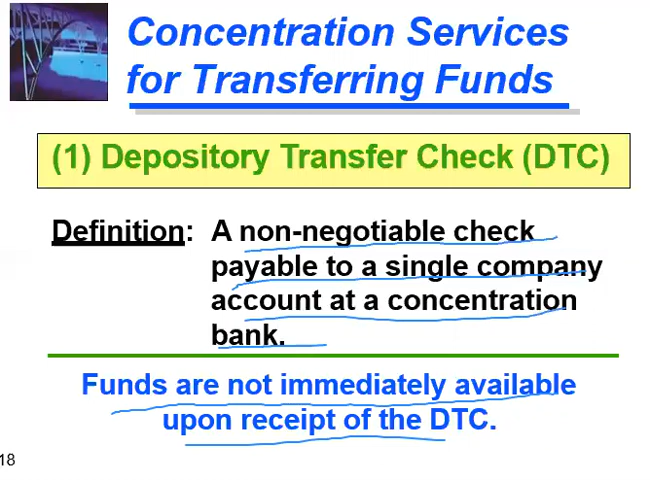 Concentration Services
for Transferring Funds
(1) Depository Transfer Check (DTC)
Definition: A non-negotiable check
payable to a single company
account at a concentration
bank.
Funds are not immediately available
upon receipt of the DTC.
18